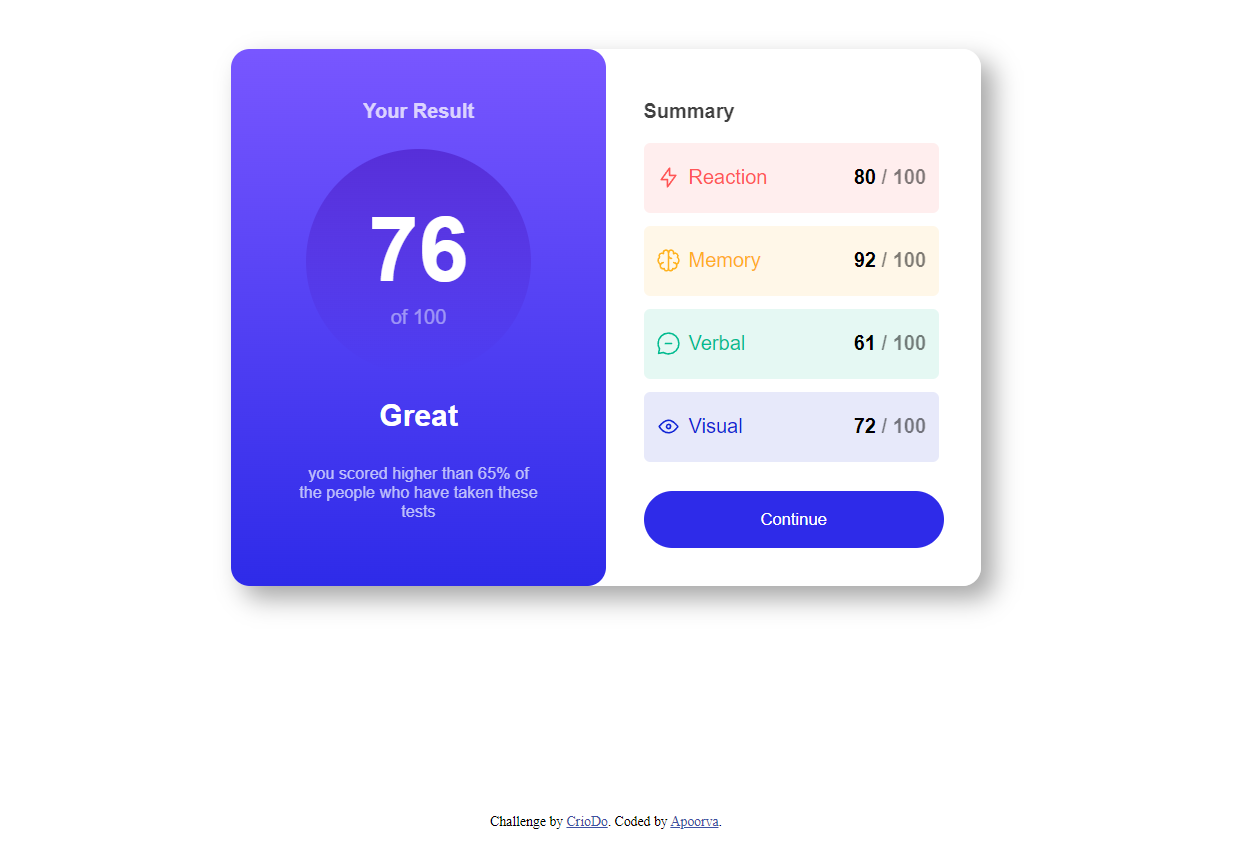 Your Result
76
of 100
Great
you scored higher than 65% of
the people who have taken these
tests
Summary
Reaction 80 / 100
Memory 92 / 100
Verbal 61 / 100
Visual 72 / 100
Continue
Challenge by CrioDo. Coded by Apoorva.